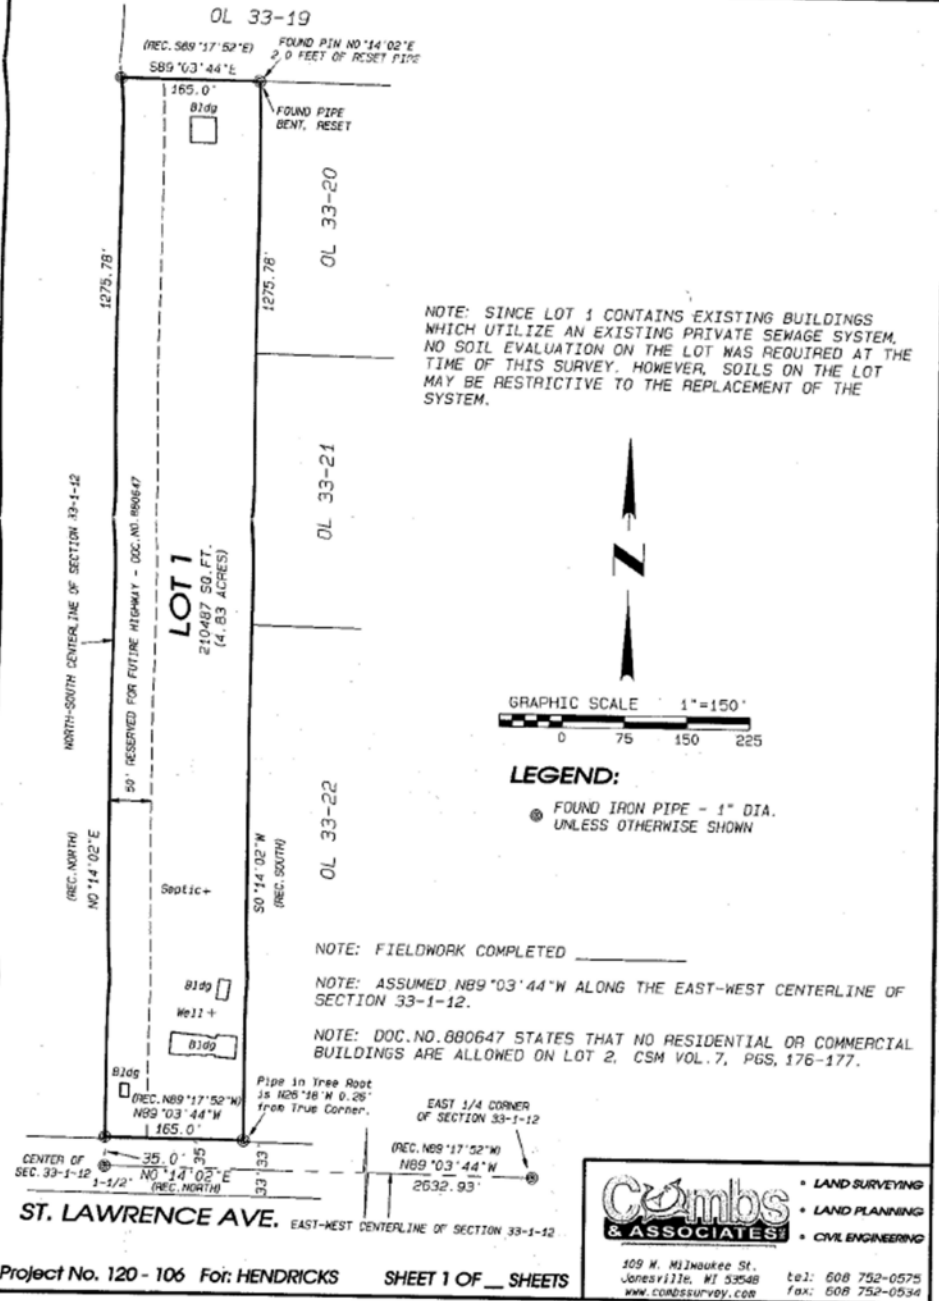 OL 33-19
(REC. S89°17'52"E)
S89°03'44"E
165.0'
FOUND PIN N0°14'02"E
2.0 FEET OF RESET PIPE
Bldg
FOUND PIPE
BENT, RESET
OL 33-20
1275.78'
1275.78'
NOTE: SINCE LOT 1 CONTAINS EXISTING BUILDINGS
WHICH UTILIZE AN EXISTING PRIVATE SEWAGE SYSTEM,
NO SOIL EVALUATION ON THE LOT WAS REQUIRED AT THE
TIME OF THIS SURVEY. HOWEVER, SOILS ON THE LOT
MAY BE RESTRICTIVE TO THE REPLACEMENT OF THE
SYSTEM.
OL 33-21
NORTH-SOUTH CENTERLINE OF SECTION 33-1-12
50' RESERVED FOR FUTIRE HIGHWAY - DOC.NO.880647
LOT 1
210487 SQ.FT.
(4.83 ACRES)
N
GRAPHIC SCALE 1"=150'
0 75 150 225
LEGEND:
FOUND IRON PIPE - 1" DIA.
UNLESS OTHERWISE SHOWN
OL 33-22
(REC.NORTH)
N0°14'02"E
S0°14'02"W
(REC.SOUTH)
Septic+
NOTE: FIELDWORK COMPLETED
NOTE: ASSUMED N89°03'44"W ALONG THE EAST-WEST CENTERLINE OF
SECTION 33-1-12.
NOTE: DOC.NO.880647 STATES THAT NO RESIDENTIAL OR COMMERCIAL
BUILDINGS ARE ALLOWED ON LOT 2, CSM VOL.7, PGS, 176-177.
Bldg
Well+
Bldg
Bldg
(REC.N89°17'52"W)
N89°03'44"W
165.0'
Pipe in Tree Root
is N26°18'W 0.26'
from True Corner.
EAST 1/4 CORNER
OF SECTION 33-1-12
(REC.N89°17'52"W)
N89°03'44"W
2632.93'
CENTER OF
SEC.33-1-12
1-1/2"
35.0'
N0°14'02"E
(REC.NORTH)
35'
33'
33'
ST. LAWRENCE AVE.
EAST-WEST CENTERLINE OF SECTION 33-1-12
Project No. 120 - 106 For: HENDRICKS SHEET 1 OF __ SHEETS
Combs
& ASSOCIATES INC
• LAND SURVEYING
• LAND PLANNING
• CIVIL ENGINEERING
109 W. Milwaukee St.
Janesville, WI 53548
www.combssurvey.com
tel: 608 752-0575
fax: 608 752-0534